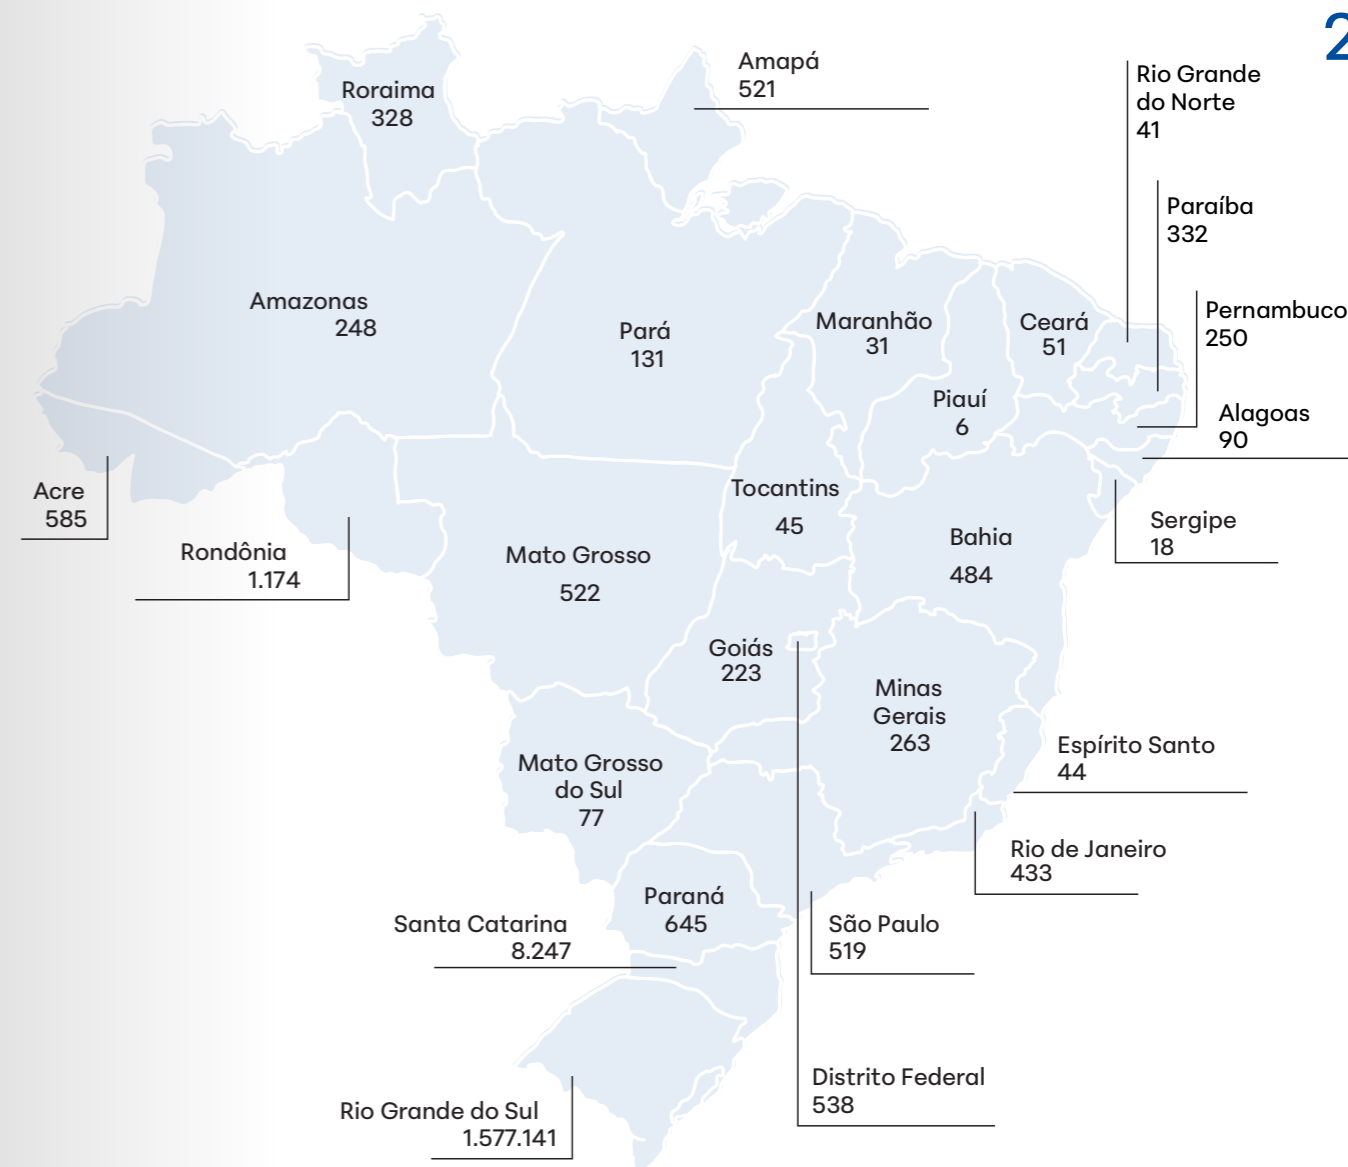 2
Amapá
521
Rio Grande
do Norte
41
Roraima
328
Paraíba
332
Amazonas
248
Pará
131
Maranhão
31
Ceará
51
Pernambuco
250
Piauí
6
Alagoas
90
Acre
585
Rondônia
1.174
Tocantins
45
Sergipe
18
Mato Grosso
522
Bahia
484
Goiás
223
Minas
Gerais
263
Espírito Santo
44
Mato Grosso
do Sul
77
Rio de Janeiro
433
Paraná
645
Santa Catarina
8.247
São Paulo
519
Distrito Federal
538
Rio Grande do Sul
1.577.141